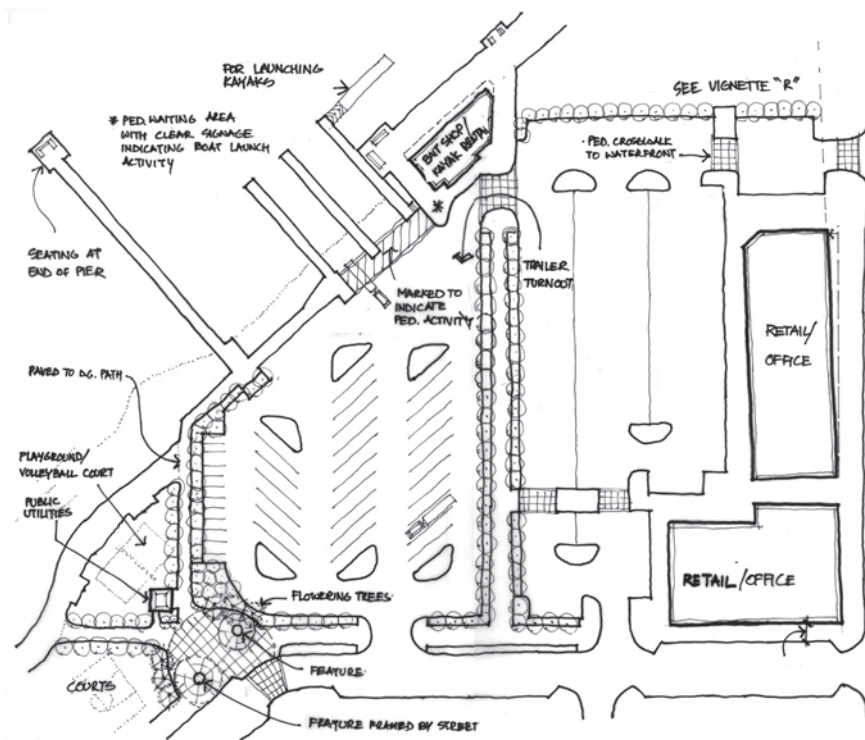 FOR LAUNCHING
KAYAKS
SEE VIGNETTE "R"
* PED. WAITING AREA
WITH CLEAR SIGNAGE
INDICATING BOAT LAUNCH
ACTIVITY
BAIT SHOP/
KAYAK RENTAL
*
• PED. CROSSWALK
TO WATERFRONT
SEATING AT
END OF PIER
TRAILER
TURNOUT
MARKED TO
INDICATE
PED. ACTIVITY
RETAIL/
OFFICE
PAVED TO D.G. PATH
PLAYGROUND/
VOLLEYBALL COURT
PUBLIC
UTILITIES
RETAIL/OFFICE
FLOWERING TREES
FEATURE
COURTS
FEATURE FRAMED BY STREET